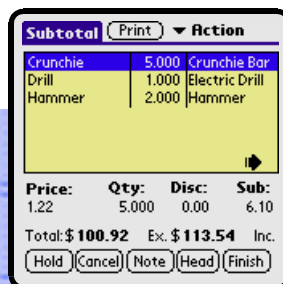 Subtotal Print Action
Crunchie 5.000 Crunchie Bar
Drill 1.000 Electric Drill
Hammer 2.000 Hammer
Price: Qty: Disc: Sub:
1.22 5.000 0.00 6.10
Total:$100.92 Ex.$113.54 Inc.
Hold Cancel Note Head Finish